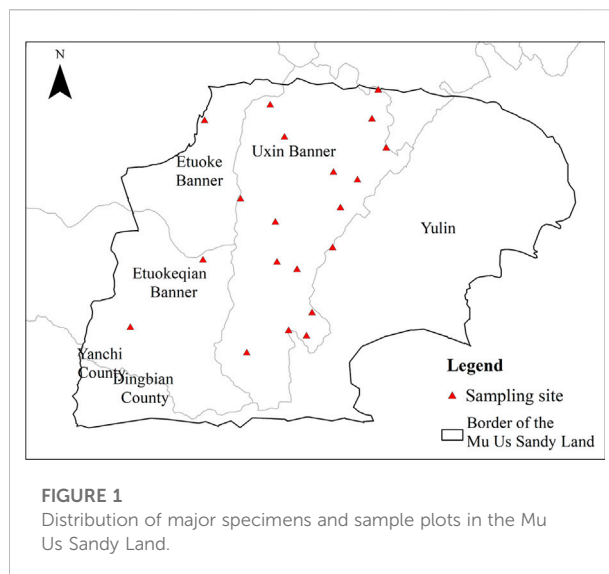 N
Etuoke
Banner
Uxin Banner
Yulin
Etuokeqian
Banner
Yanchi
County
Dingbian
County
Legend
Sampling site
Border of the
Mu Us Sandy Land
FIGURE 1
Distribution of major specimens and sample plots in the Mu
Us Sandy Land.